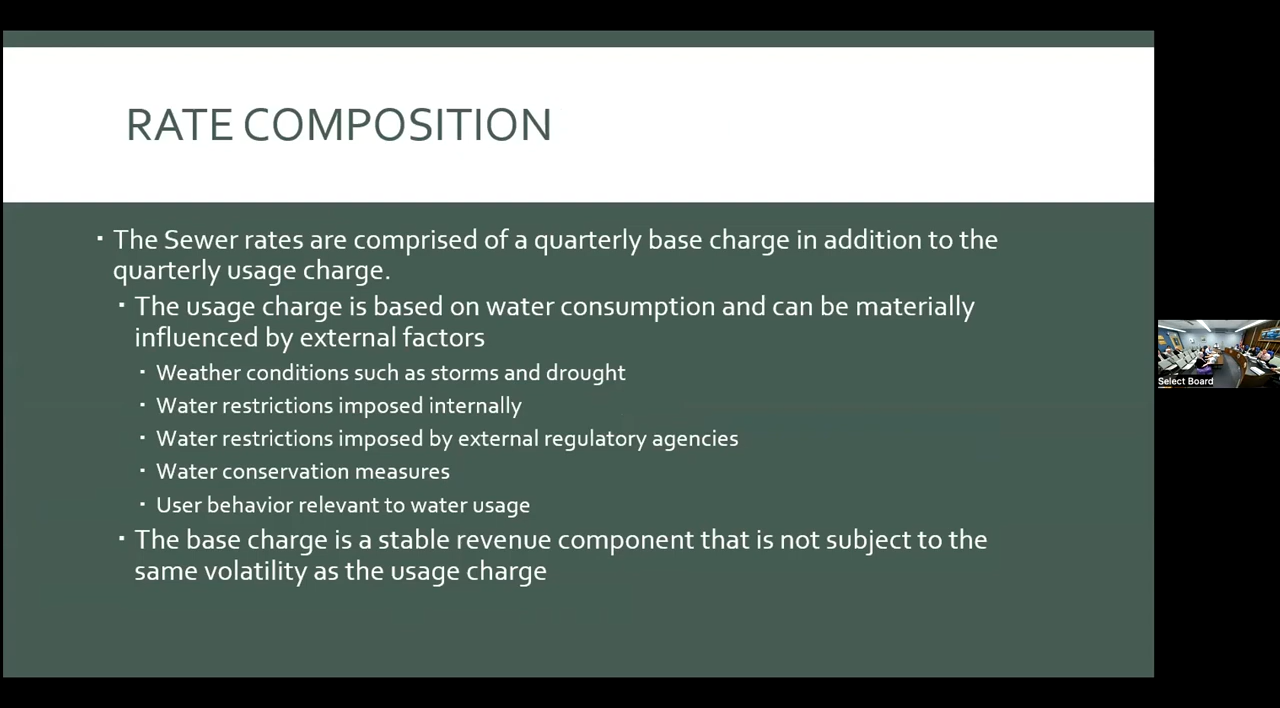 RATE COMPOSITION
▪ The Sewer rates are comprised of a quarterly base charge in addition to the
quarterly usage charge.
▪ The usage charge is based on water consumption and can be materially
influenced by external factors
▪ Weather conditions such as storms and drought
▪ Water restrictions imposed internally
▪ Water restrictions imposed by external regulatory agencies
▪ Water conservation measures
▪ User behavior relevant to water usage
▪ The base charge is a stable revenue component that is not subject to the
same volatility as the usage charge
Select Board